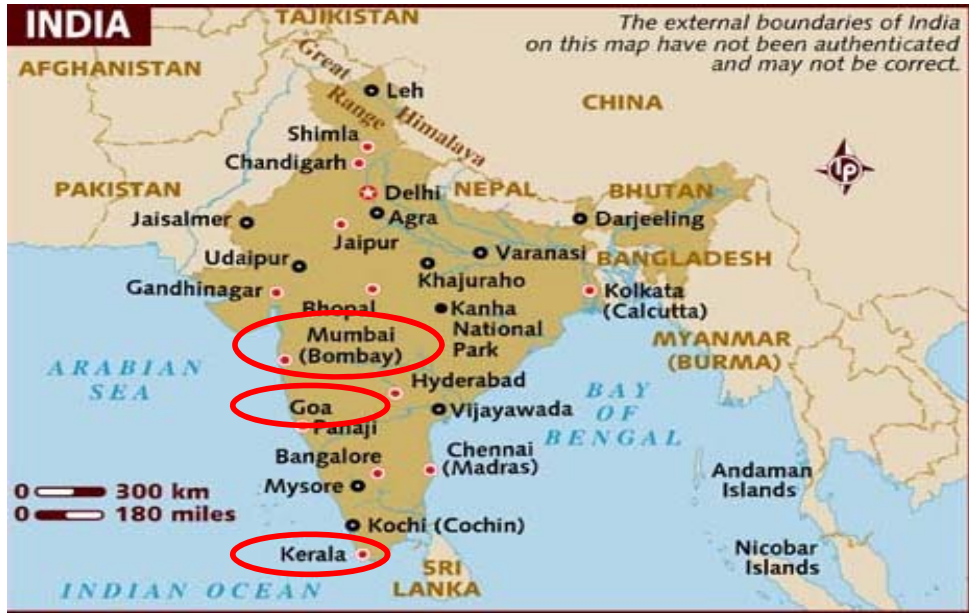 INDIA
TAJIKISTAN
The external boundaries of India
on this map have not been authenticated
and may not be correct.
AFGHANISTAN
Great
Himalaya
Range
Leh
CHINA
Shimla
Chandigarh
TP
PAKISTAN
Delhi
NEPAL
BHUTAN
Jaisalmer
Agra
Darjeeling
Jaipur
Udaipur
Varanasi
BANGLADESH
Khajuraho
Gandhinagar
Bhopal
Kanha
National
Park
Kolkata
(Calcutta)
Mumbai
(Bombay)
MYANMAR
(BURMA)
ARABIAN
SEA
Hyderabad
BAY
OF
BENGAL
Goa
Vijayawada
Panaji
Bangalore
Chennai
(Madras)
Andaman
Islands
Mysore
0 300 km
0 180 miles
Kochi (Cochin)
Kerala
Nicobar
Islands
SRI
LANKA
INDIAN OCEAN